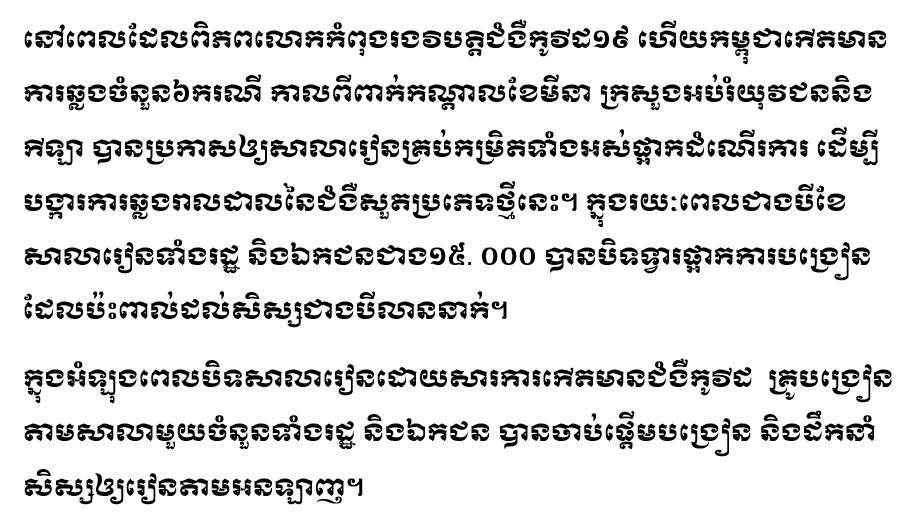 នៅពេលដែលពិភពលោកកំពុងរងវិបត្តិជំងឺកូវីដ១៩ ហើយកម្ពុជាកើតមាន
ការឆ្លងចំនួន៦ករណី កាលពីពាក់កណ្តាលខែមីនា ក្រសួងអប់រំយុវជននិង
កីឡា បានប្រកាសឲ្យសាលារៀនគ្រប់កម្រិតទាំងអស់ផ្អាកដំណើរការ ដើម្បី
បង្ការការឆ្លងរាលដាលនៃជំងឺសួតប្រភេទថ្មីនេះ។ ក្នុងរយៈពេលជាងបីខែ
សាលារៀនទាំងរដ្ឋ និងឯកជនជាង១៥. 000 បានបិទទ្វារផ្អាកការបង្រៀន
ដែលប៉ះពាល់ដល់សិស្សជាងបីលាននាក់។
ក្នុងអំឡុងពេលបិទសាលារៀនដោយសារការកើតមានជំងឺកូវីដ គ្រូបង្រៀន
តាមសាលាមួយចំនួនទាំងរដ្ឋ និងឯកជន បានចាប់ផ្តើមបង្រៀន និងដឹកនាំ
សិស្សឲ្យរៀនតាមអនឡាញ។